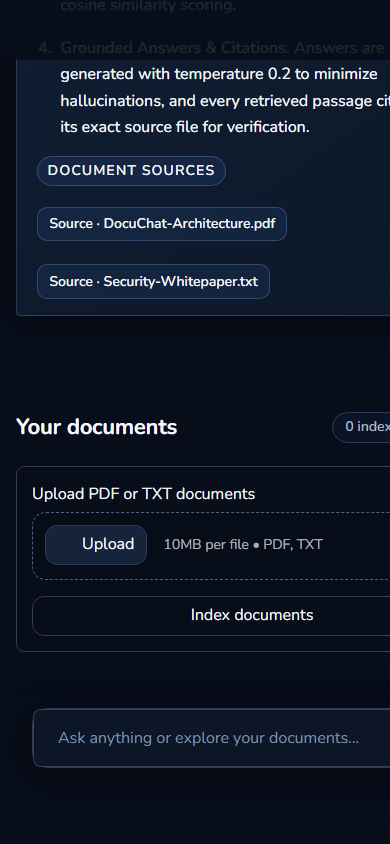 cosine similarity scoring.
4. Grounded Answers & Citations: Answers are
generated with temperature 0.2 to minimize
hallucinations, and every retrieved passage cit
its exact source file for verification.
DOCUMENT SOURCES
Source · DocuChat-Architecture.pdf
Source · Security-Whitepaper.txt
Your documents
0 index
Upload PDF or TXT documents
Upload
10MB per file • PDF, TXT
Index documents
Ask anything or explore your documents...